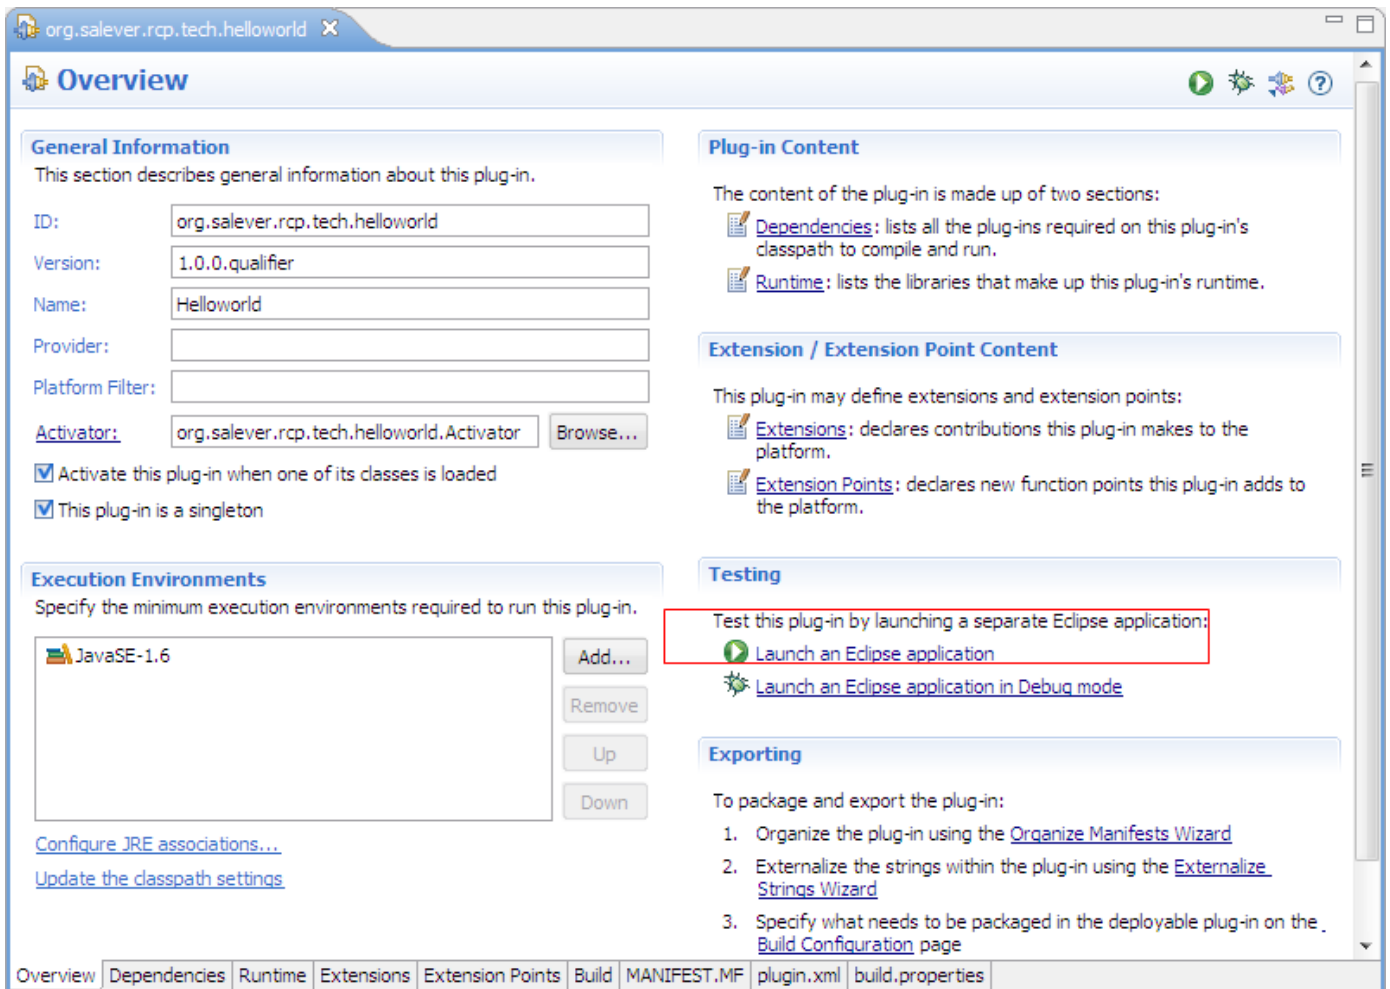 org.salever.rcp.tech.helloworld
Overview
General Information
This section describes general information about this plug-in.
ID:
org.salever.rcp.tech.helloworld
Version:
1.0.0.qualifier
Name:
Helloworld
Provider:
Platform Filter:
Activator:
org.salever.rcp.tech.helloworld.Activator
Browse...
Activate this plug-in when one of its classes is loaded
This plug-in is a singleton
Execution Environments
Specify the minimum execution environments required to run this plug-in.
JavaSE-1.6
Add...
Remove
Up
Down
Configure JRE associations...
Update the classpath settings
Plug-in Content
The content of the plug-in is made up of two sections:
Dependencies: lists all the plug-ins required on this plug-in's
classpath to compile and run.
Runtime: lists the libraries that make up this plug-in's runtime.
Extension / Extension Point Content
This plug-in may define extensions and extension points:
Extensions: declares contributions this plug-in makes to the
platform.
Extension Points: declares new function points this plug-in adds to
the platform.
Testing
Test this plug-in by launching a separate Eclipse application:
Launch an Eclipse application
Launch an Eclipse application in Debug mode
Exporting
To package and export the plug-in:
1. Organize the plug-in using the Organize Manifests Wizard
2. Externalize the strings within the plug-in using the Externalize
Strings Wizard
3. Specify what needs to be packaged in the deployable plug-in on the
Build Configuration page
Overview
Dependencies
Runtime
Extensions
Extension Points
Build
MANIFEST.MF
plugin.xml
build.properties